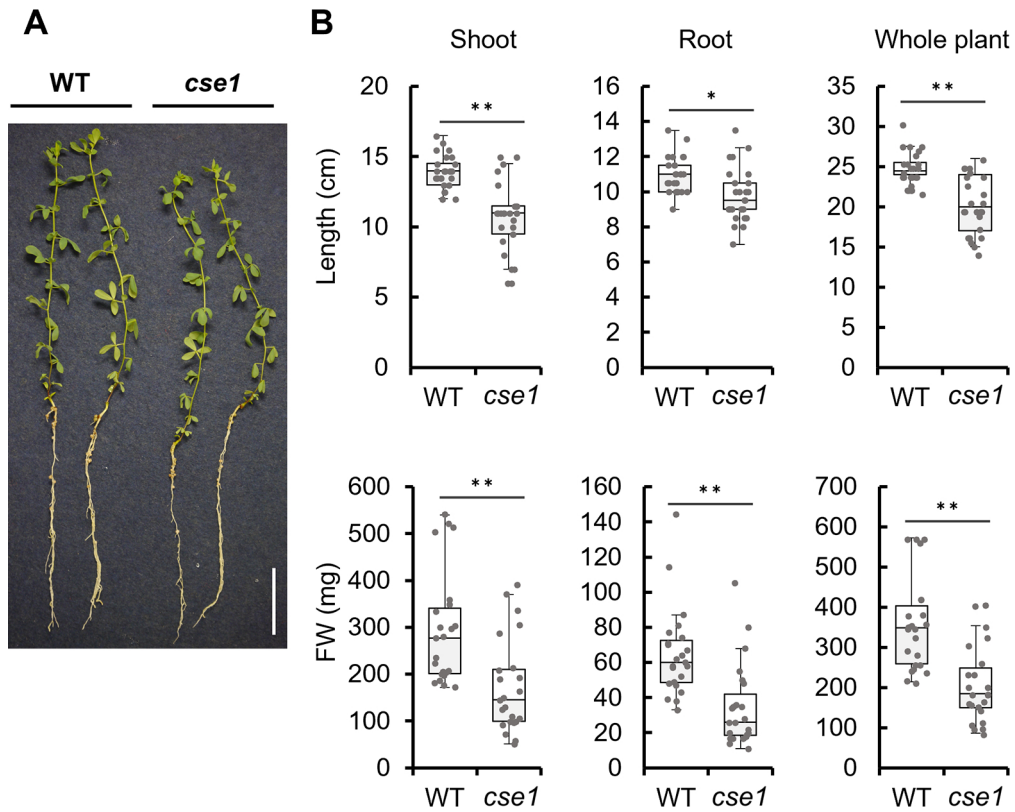 A
B
WT
cse1
Shoot
Root
Whole plant
Length (cm)
20
15
10
5
0
**
WT
cse1
16
14
12
10
8
6
4
2
0
*
WT
cse1
35
30
25
20
15
10
5
0
**
WT
cse1
FW (mg)
600
500
400
300
200
100
0
**
WT
cse1
160
140
120
100
80
60
40
20
0
**
WT
cse1
700
600
500
400
300
200
100
0
**
WT
cse1